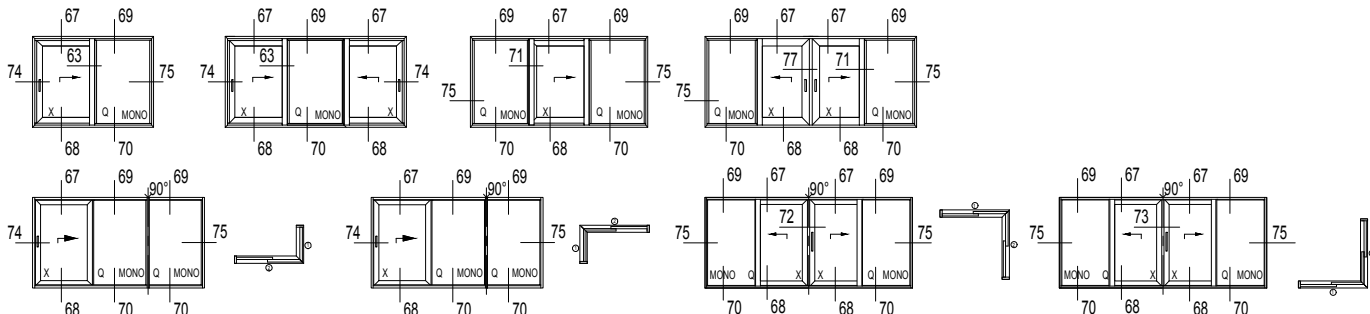 67 69 67 69 67 69 67 69 69 67 67 69
63 63 71 77 71
74 75 74 74 75 75 75 75
X Q MONO X Q MONO X Q X Q MONO Q MONO X X Q MONO
68 70 68 70 68 70 68 70 70 68 68 70
67 69 90° 69 67 69 90° 69 69 67 90° 67 69 69 67 90° 67 69
74 75 74 75 75 72 75 75 73 75
X Q MONO Q X Q MONO Q MONO Q X X Q MONO MONO Q X X Q MONO
68 70 70 68 70 70 70 68 68 70 70 68 68 70